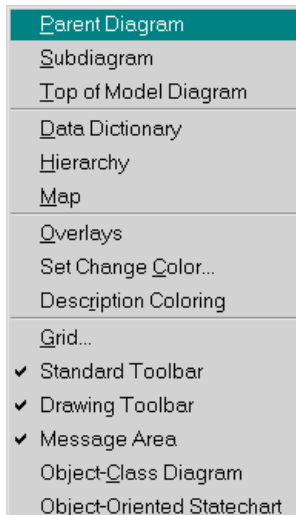 Parent Diagram
Subdiagram
Top of Model Diagram
Data Dictionary
Hierarchy
Map
Overlays
Set Change Color...
Description Coloring
Grid...
Standard Toolbar
Drawing Toolbar
Message Area
Object-Class Diagram
Object-Oriented Statechart